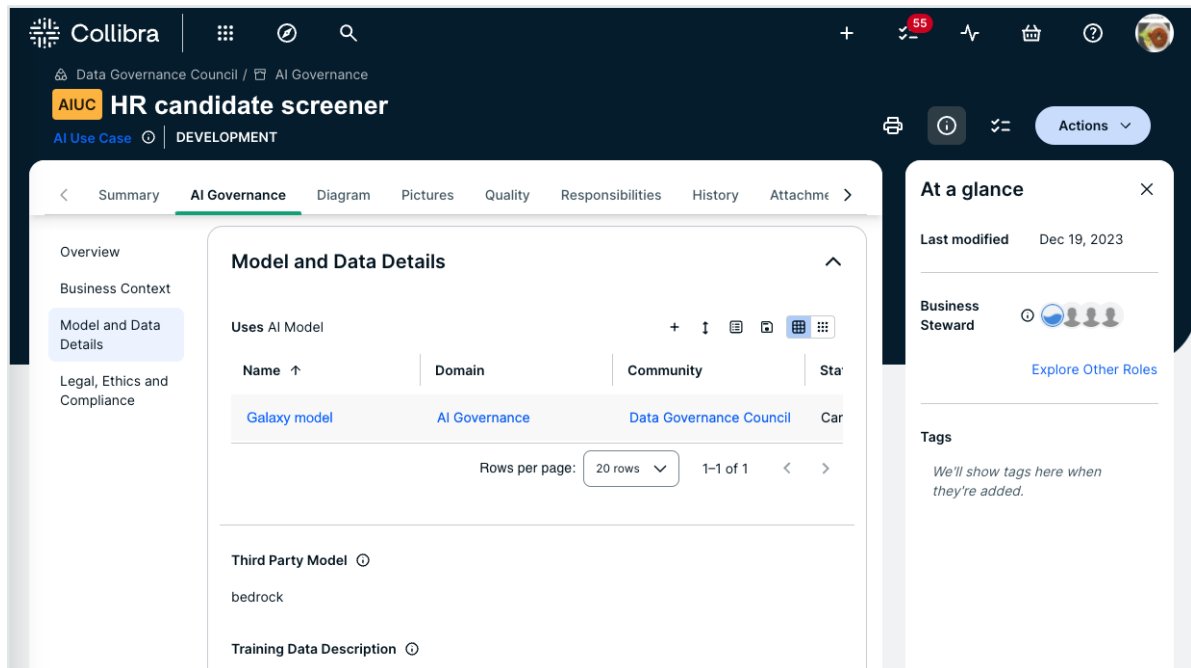 Collibra
55
Data Governance Council / AI Governance
AIUC HR candidate screener
AI Use Case DEVELOPMENT
Actions
Summary AI Governance Diagram Pictures Quality Responsibilities History Attachme
Overview
Business Context
Model and Data
Details
Legal, Ethics and
Compliance
Model and Data Details
Uses AI Model
Name Domain Community Sta
Galaxy model AI Governance Data Governance Council Car
Rows per page: 20 rows 1–1 of 1
Third Party Model
bedrock
Training Data Description
At a glance
Last modified Dec 19, 2023
Business
Steward
Explore Other Roles
Tags
We'll show tags here when
they're added.